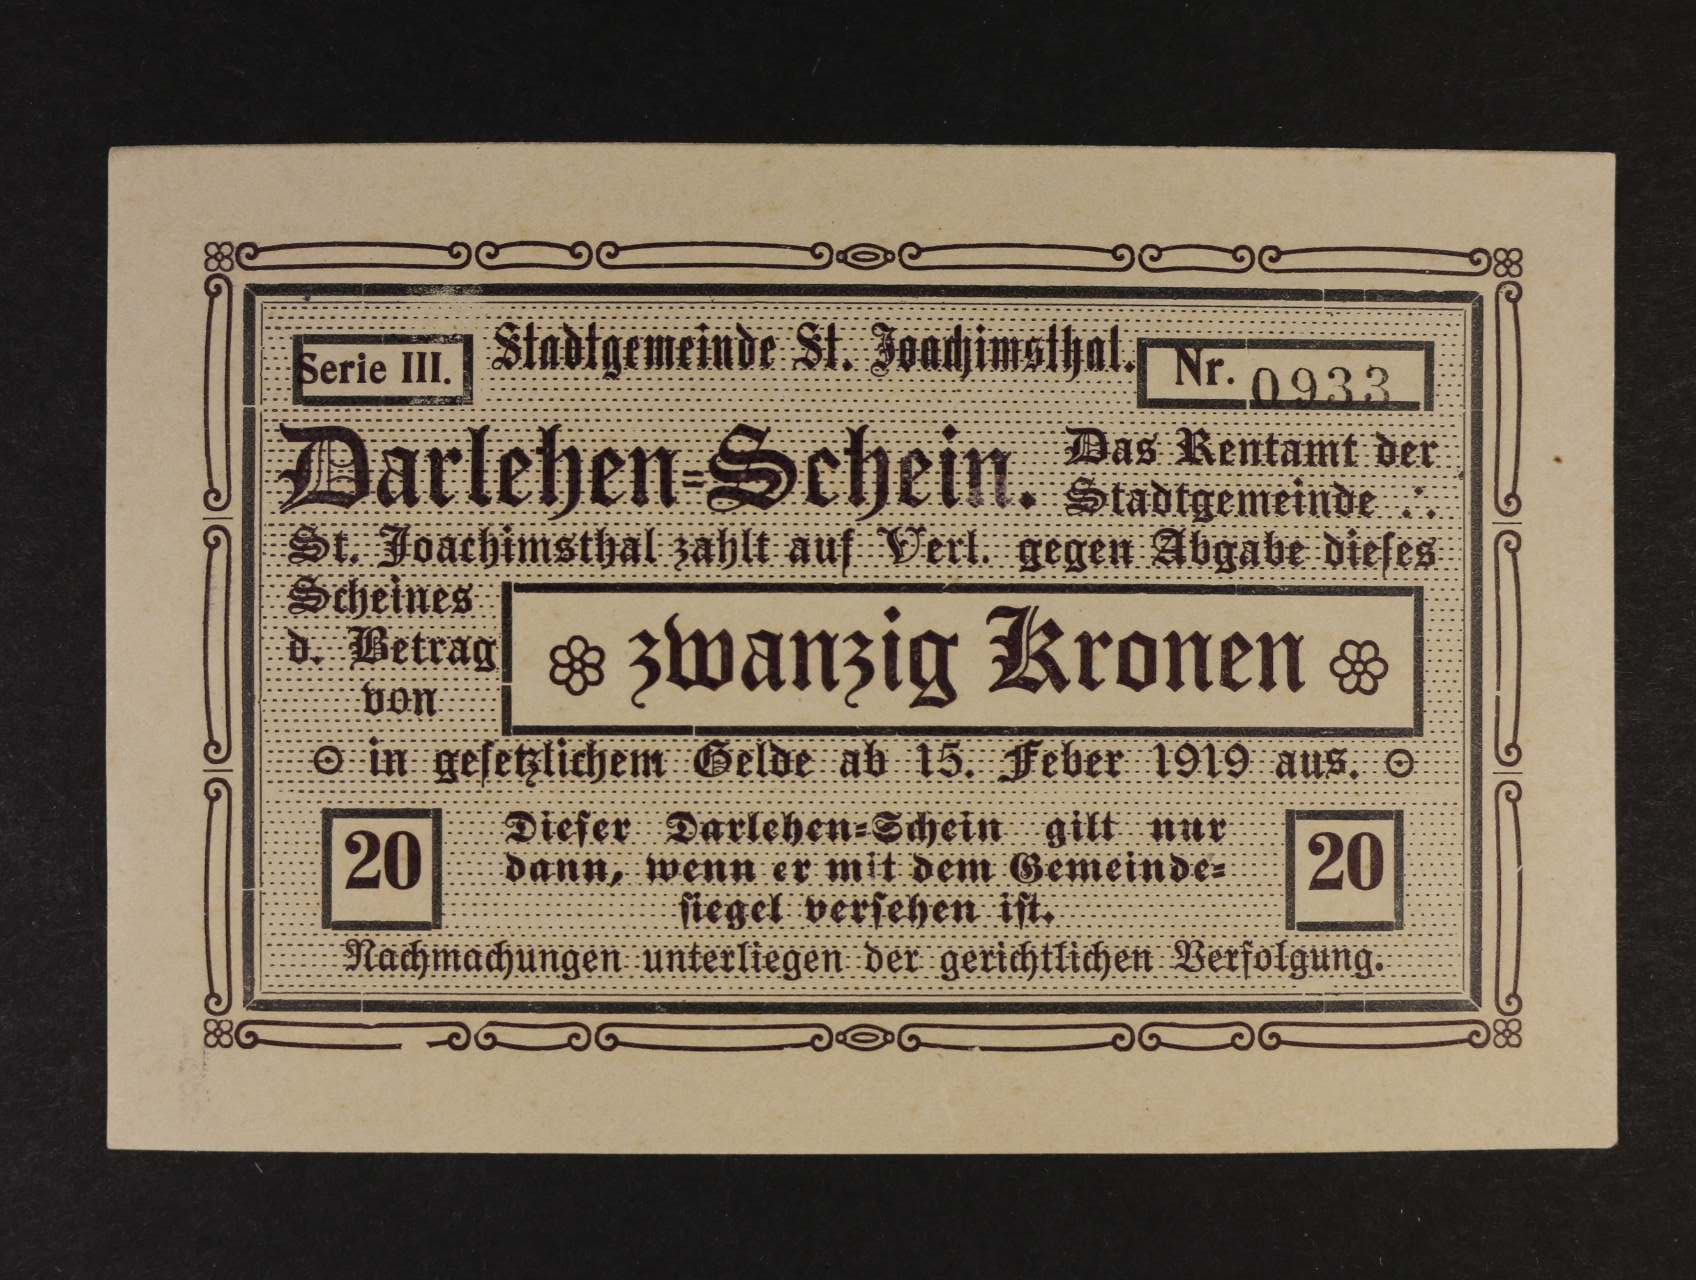 Serie III.
Stadtgemeinde St. Joachimsthal.
Nr. 0933
Darlehen=Schein.
Das Rentamt der
Stadtgemeinde ∴
St. Joachimsthal zahlt auf Verl. gegen Abgabe dieses
Scheines
d. Betrag
von
zwanzig Kronen
in gesetzlichem Gelde ab 15. Feber 1919 aus.
20
Dieser Darlehen=Schein gilt nur
dann, wenn er mit dem Gemeinde=
siegel versehen ist.
20
Nachmachungen unterliegen der gerichtlichen Verfolgung.